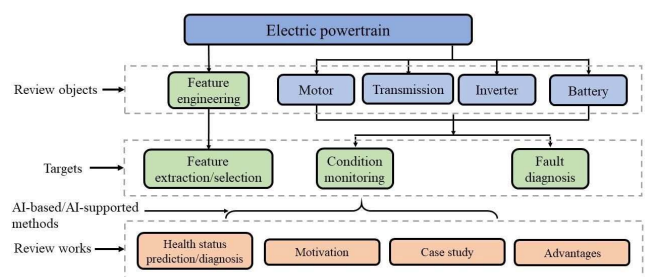 Electric powertrain
Review objects
Feature
engineering
Motor
Transmission
Inverter
Battery
Targets
Feature
extraction/selection
Condition
monitoring
Fault
diagnosis
AI-based/AI-supported
methods
Review works
Health status
prediction/diagnosis
Motivation
Case study
Advantages